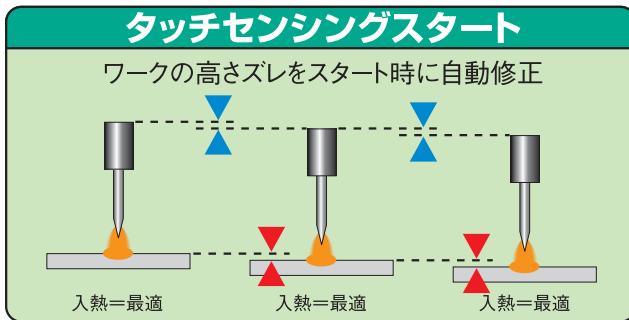 タッチセンシングスタート
ワークの高さズレをスタート時に自動修正
入熱＝最適
入熱＝最適
入熱＝最適